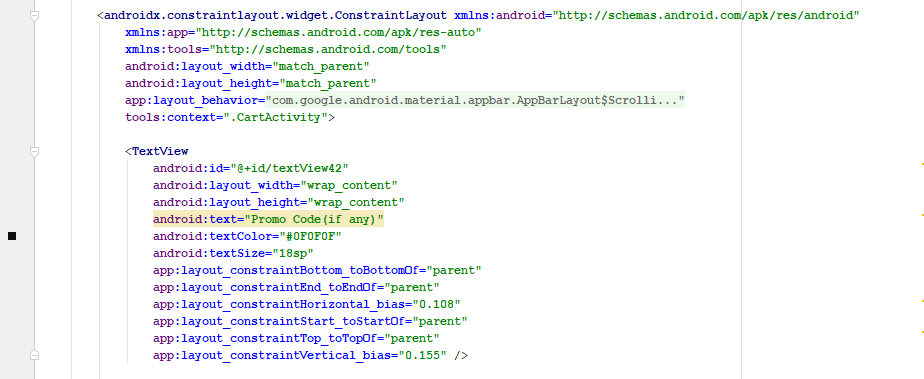 <androidx.constraintlayout.widget.ConstraintLayout xmlns:android="http://schemas.android.com/apk/res/android"
xmlns:app="http://schemas.android.com/apk/res-auto"
xmlns:tools="http://schemas.android.com/tools"
android:layout_width="match_parent"
android:layout_height="match_parent"
app:layout_behavior="com.google.android.material.appbar.AppBarLayout$Scrolli..."
tools:context=".CartActivity">
<TextView
android:id="@+id/textView42"
android:layout_width="wrap_content"
android:layout_height="wrap_content"
android:text="Promo Code(if any)"
android:textColor="#0F0F0F"
android:textSize="18sp"
app:layout_constraintBottom_toBottomOf="parent"
app:layout_constraintEnd_toEndOf="parent"
app:layout_constraintHorizontal_bias="0.108"
app:layout_constraintStart_toStartOf="parent"
app:layout_constraintTop_toTopOf="parent"
app:layout_constraintVertical_bias="0.155" />